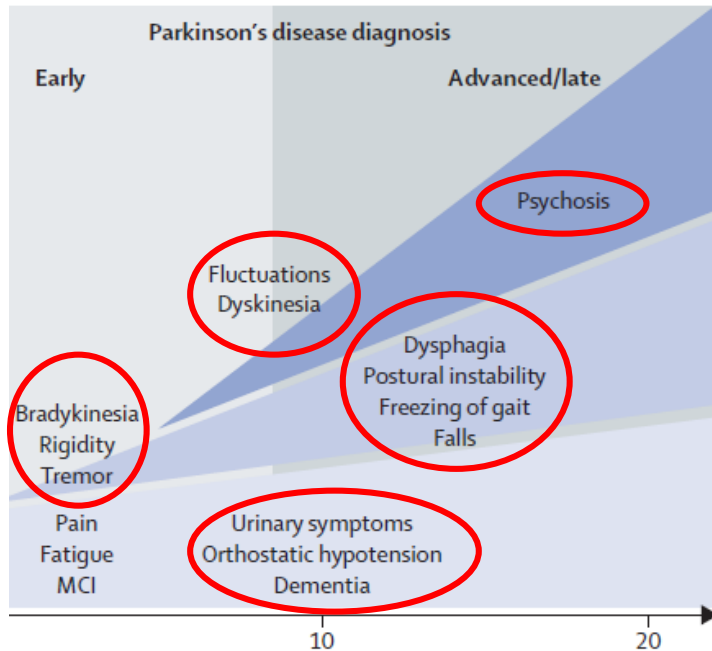 Parkinson's disease diagnosis
Early
Advanced/late
Psychosis
Fluctuations
Dyskinesia
Dysphagia
Postural instability
Freezing of gait
Falls
Bradykinesia
Rigidity
Tremor
Pain
Fatigue
MCI
Urinary symptoms
Orthostatic hypotension
Dementia
10
20